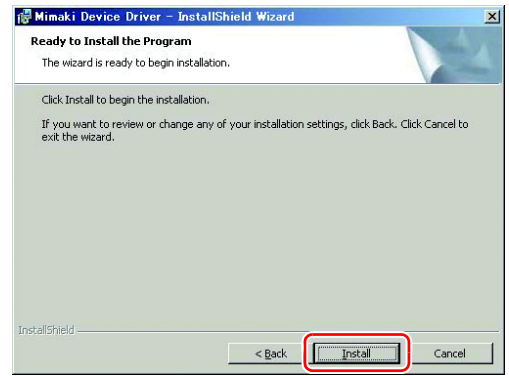 Mimaki Device Driver - InstallShield Wizard
Ready to Install the Program
The wizard is ready to begin installation.
Click Install to begin the installation.
If you want to review or change any of your installation settings, click Back. Click Cancel to
exit the wizard.
InstallShield
< Back Install Cancel